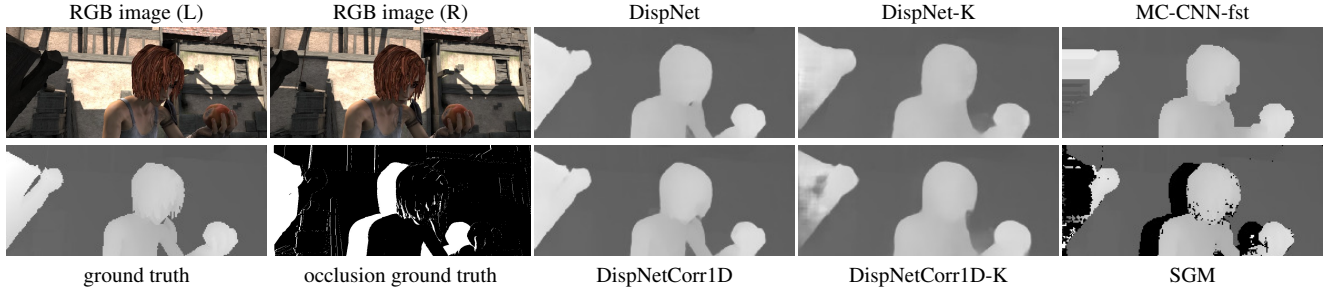 RGB image (L) RGB image (R) DispNet DispNet-K MC-CNN-fst
ground truth occlusion ground truth DispNetCorr1D DispNetCorr1D-K SGM